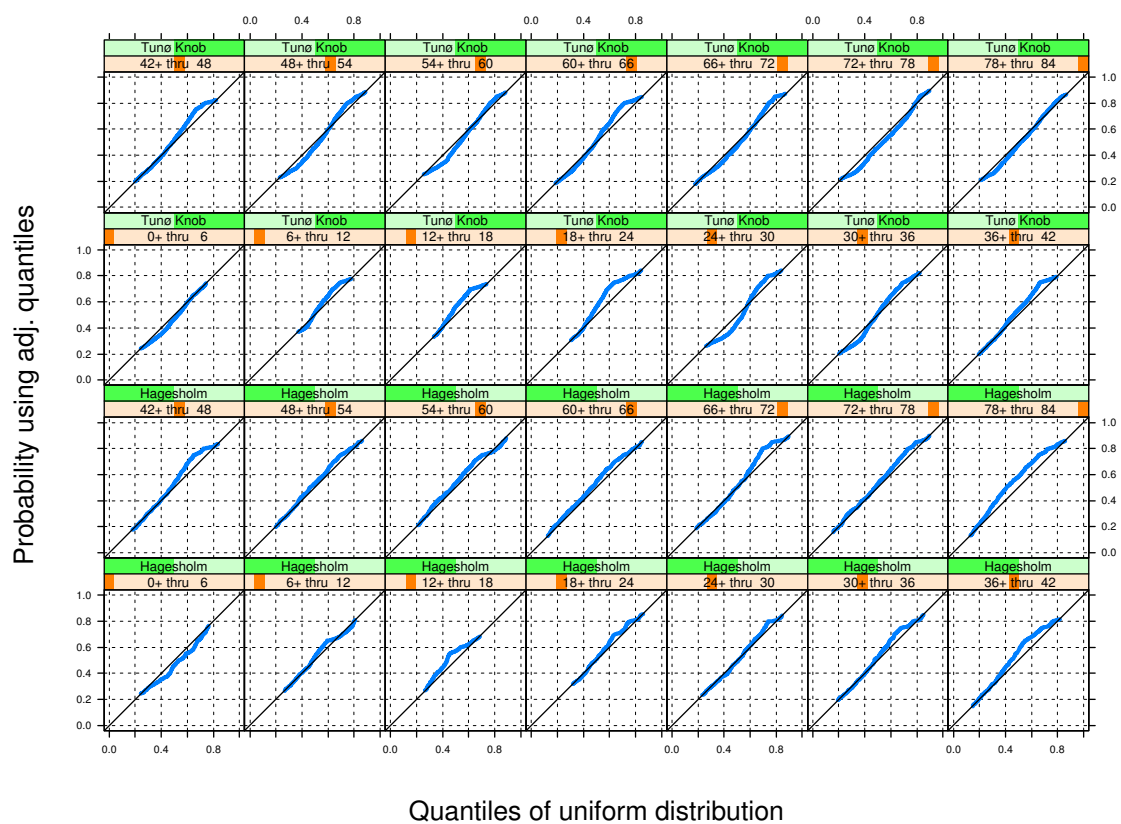 0.0 0.4 0.8 0.0 0.4 0.8 0.0 0.4 0.8
Tunø Knob Tunø Knob Tunø Knob Tunø Knob Tunø Knob Tunø Knob Tunø Knob
42+ thru 48 48+ thru 54 54+ thru 60 60+ thru 66 66+ thru 72 72+ thru 78 78+ thru 84
1.0
0.8
0.6
0.4
0.2
0.0
Tunø Knob Tunø Knob Tunø Knob Tunø Knob Tunø Knob Tunø Knob Tunø Knob
0+ thru 6 6+ thru 12 12+ thru 18 18+ thru 24 24+ thru 30 30+ thru 36 36+ thru 42
1.0
0.8
0.6
0.4
0.2
0.0
Hagesholm Hagesholm Hagesholm Hagesholm Hagesholm Hagesholm Hagesholm
42+ thru 48 48+ thru 54 54+ thru 60 60+ thru 66 66+ thru 72 72+ thru 78 78+ thru 84
1.0
0.8
0.6
0.4
0.2
0.0
Hagesholm Hagesholm Hagesholm Hagesholm Hagesholm Hagesholm Hagesholm
0+ thru 6 6+ thru 12 12+ thru 18 18+ thru 24 24+ thru 30 30+ thru 36 36+ thru 42
1.0
0.8
0.6
0.4
0.2
0.0
0.0 0.4 0.8 0.0 0.4 0.8 0.0 0.4 0.8 0.0 0.4 0.8
Probability using adj. quantiles
Quantiles of uniform distribution